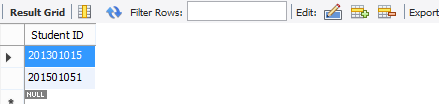 Result Grid Filter Rows: Edit: Export
Student ID
201301015
201501051
NULL